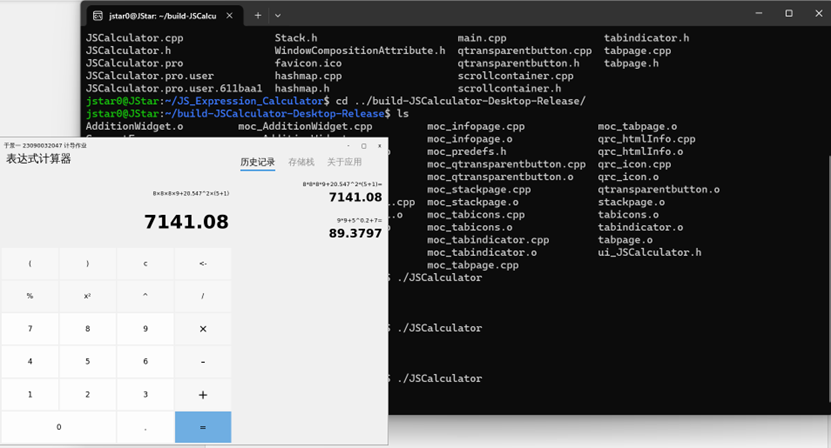 jstar0@JStar: ~/build-JSCalcu
JSCalculator.cpp Stack.h main.cpp tabindicator.h
JSCalculator.h WindowCompositionAttribute.h qtransparentbutton.cpp tabpage.cpp
JSCalculator.pro favicon.ico qtransparentbutton.h tabpage.h
JSCalculator.pro.user hashmap.cpp scrollcontainer.cpp
JSCalculator.pro.user.611baa1 hashmap.h scrollcontainer.h
jstar0@JStar:~/JS_Expression_Calculator$ cd ../build-JSCalculator-Desktop-Release/
jstar0@JStar:~/build-JSCalculator-Desktop-Release$ ls
AdditionWidget.o moc_AdditionWidget.cpp moc_infopage.cpp moc_tabpage.o
moc_infopage.o qrc_htmlInfo.cpp
moc_predefs.h qrc_htmlInfo.o
moc_qtransparentbutton.cpp qrc_icon.cpp
moc_qtransparentbutton.o qrc_icon.o
moc_stackpage.cpp qtransparentbutton.o
.cpp moc_stackpage.o stackpage.o
.o moc_tabicons.cpp tabicons.o
moc_tabicons.o tabindicator.o
moc_tabindicator.cpp tabpage.o
moc_tabindicator.o ui_JSCalculator.h
moc_tabpage.cpp
$ ./JSCalculator
$ ./JSCalculator
$ ./JSCalculator
于景一 23090032047 计导作业
表达式计算器
历史记录 存储栈 关于应用
8×8×8×9+20.547^2×(5+1)
7141.08
8*8*8*9+20.547^2*(5+1)=
7141.08
9*9+5^0.2+7=
89.3797
( ) c <-
% x² ^ /
7 8 9 ×
4 5 6 -
1 2 3 +
0 . =